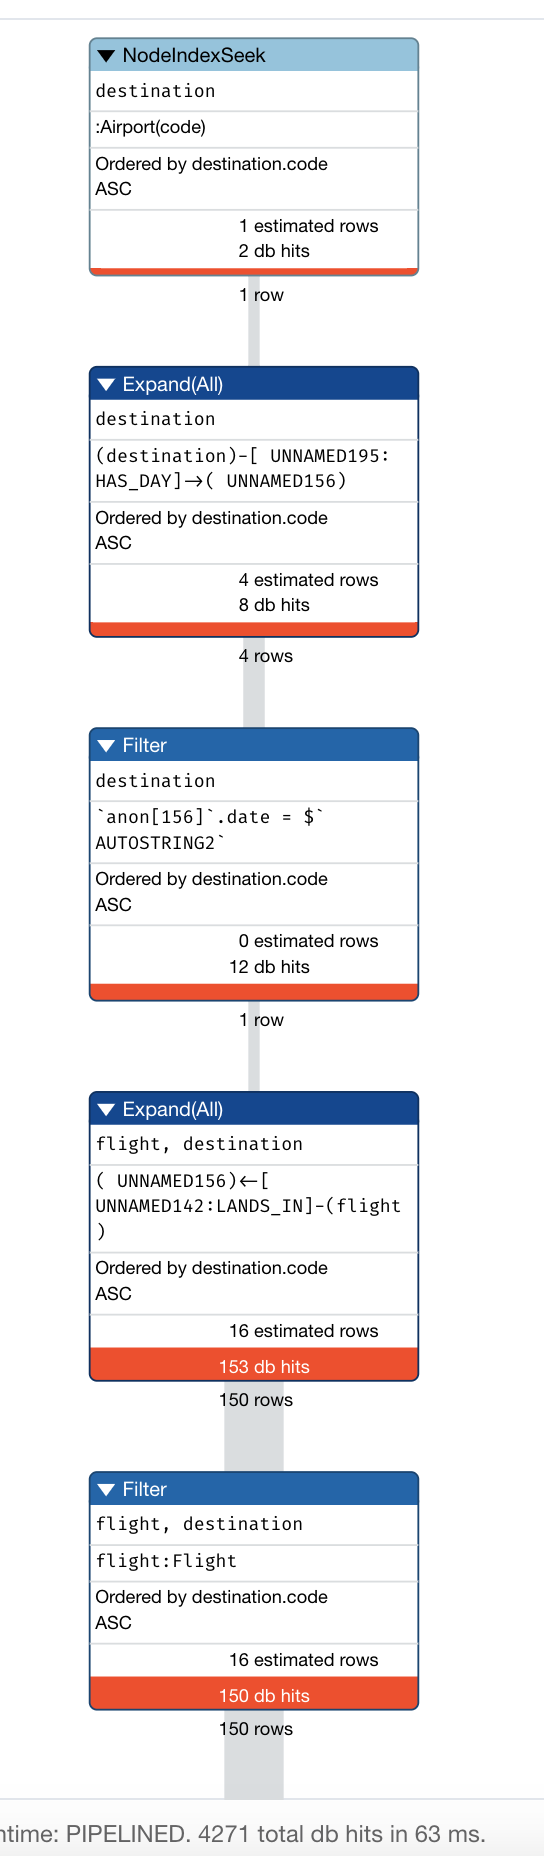 NodeIndexSeek
destination
:Airport(code)
Ordered by destination.code
ASC
1 estimated rows
2 db hits
1 row
Expand(All)
destination
(destination)-[ UNNAMED195:
HAS_DAY]→( UNNAMED156)
Ordered by destination.code
ASC
4 estimated rows
8 db hits
4 rows
Filter
destination
`anon[156]`.date = $`
AUTOSTRING2`
Ordered by destination.code
ASC
0 estimated rows
12 db hits
1 row
Expand(All)
flight, destination
( UNNAMED156)←[
UNNAMED142:LANDS_IN]-(flight
)
Ordered by destination.code
ASC
16 estimated rows
153 db hits
150 rows
Filter
flight, destination
flight:Flight
Ordered by destination.code
ASC
16 estimated rows
150 db hits
150 rows
ntime: PIPELINED. 4271 total db hits in 63 ms.